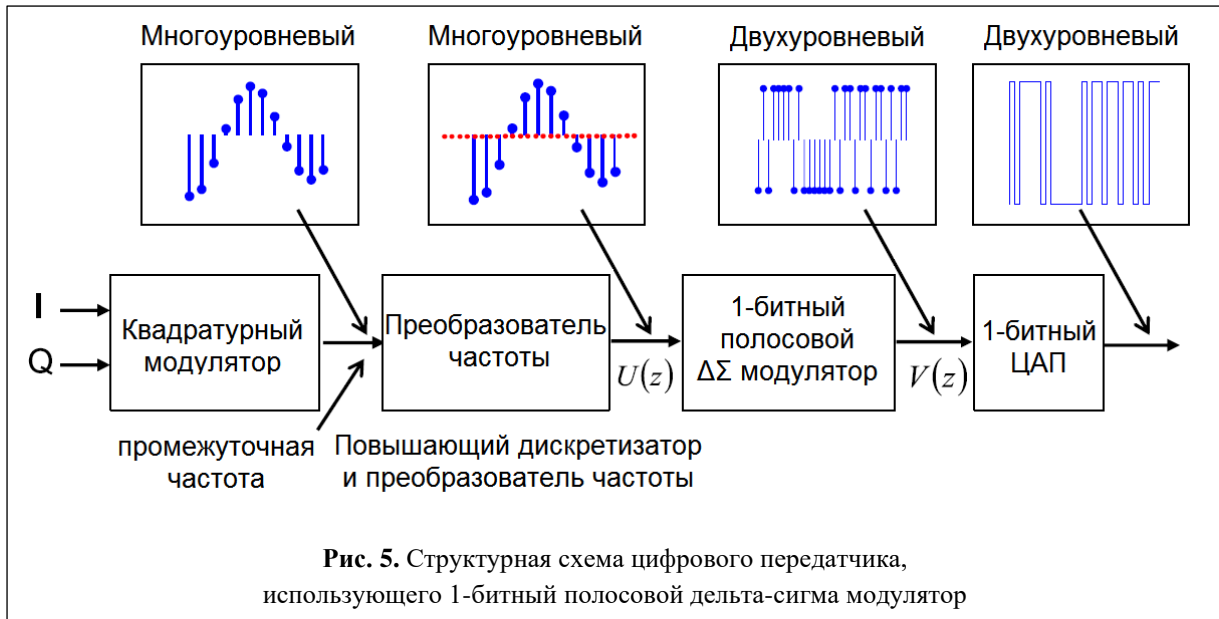 Многоуровневый
Многоуровневый
Двухуровневый
Двухуровневый
I
Q
Квадратурный
модулятор
Преобразователь
частоты
U(z)
1-битный
полосовой
ΔΣ модулятор
V(z)
1-битный
ЦАП
промежуточная
частота
Повышающий дискретизатор
и преобразователь частоты
Рис. 5. Структурная схема цифрового передатчика,
использующего 1-битный полосовой дельта-сигма модулятор